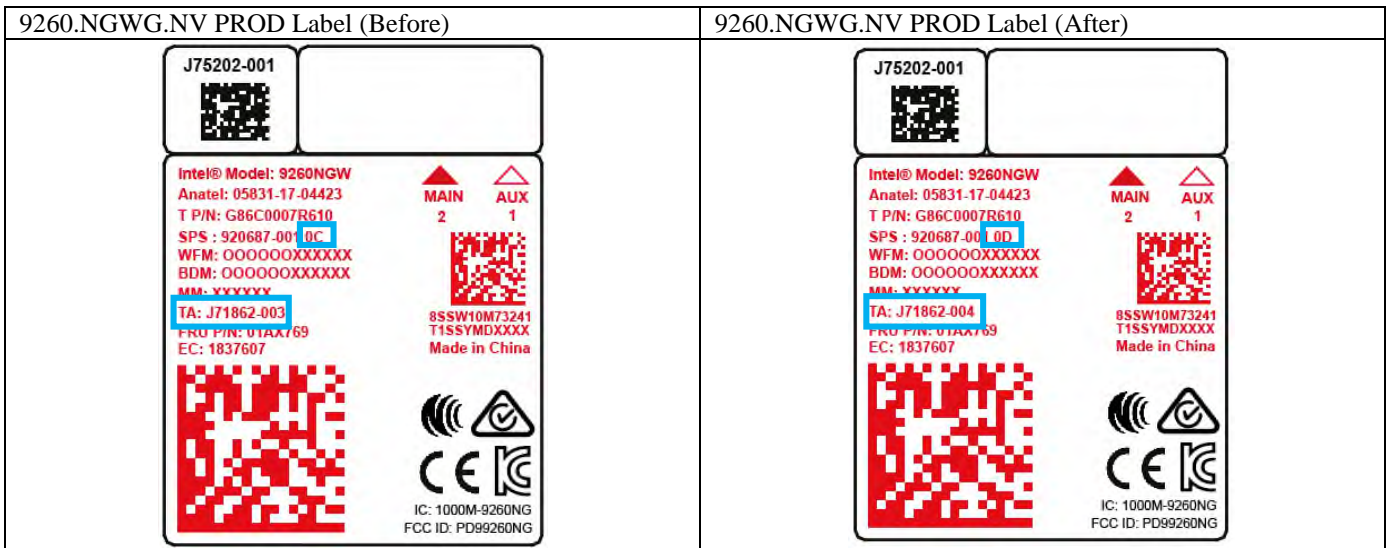 9260.NGWG.NV PROD Label (Before)
J75202-001
Intel® Model: 9260NGW
Anatel: 05831-17-04423
T P/N: G86C0007R610
SPS : 920687-001 0C
WFM: OOOOOOXXXXXX
BDM: OOOOOOXXXXXX
MM: XXXXXX
TA: J71862-003
FRU P/N: 01AX769
EC: 1837607
MAIN AUX
2 1
8SSW10M73241
T1SSYMDXXXX
Made in China
CE
IC: 1000M-9260NG
FCC ID: PD99260NG
9260.NGWG.NV PROD Label (After)
J75202-001
Intel® Model: 9260NGW
Anatel: 05831-17-04423
T P/N: G86C0007R610
SPS : 920687-001 0D
WFM: OOOOOOXXXXXX
BDM: OOOOOOXXXXXX
MM: XXXXXX
TA: J71862-004
FRU P/N: 01AX769
EC: 1837607
MAIN AUX
2 1
8SSW10M73241
T1SSYMDXXXX
Made in China
CE
IC: 1000M-9260NG
FCC ID: PD99260NG